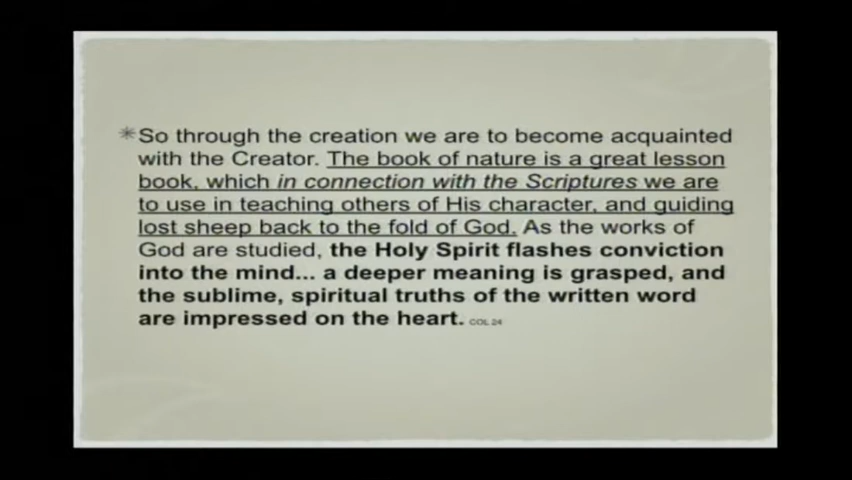 *So through the creation we are to become acquainted
with the Creator. The book of nature is a great lesson
book, which in connection with the Scriptures we are
to use in teaching others of His character, and guiding
lost sheep back to the fold of God. As the works of
God are studied, the Holy Spirit flashes conviction
into the mind... a deeper meaning is grasped, and
the sublime, spiritual truths of the written word
are impressed on the heart. COL 24